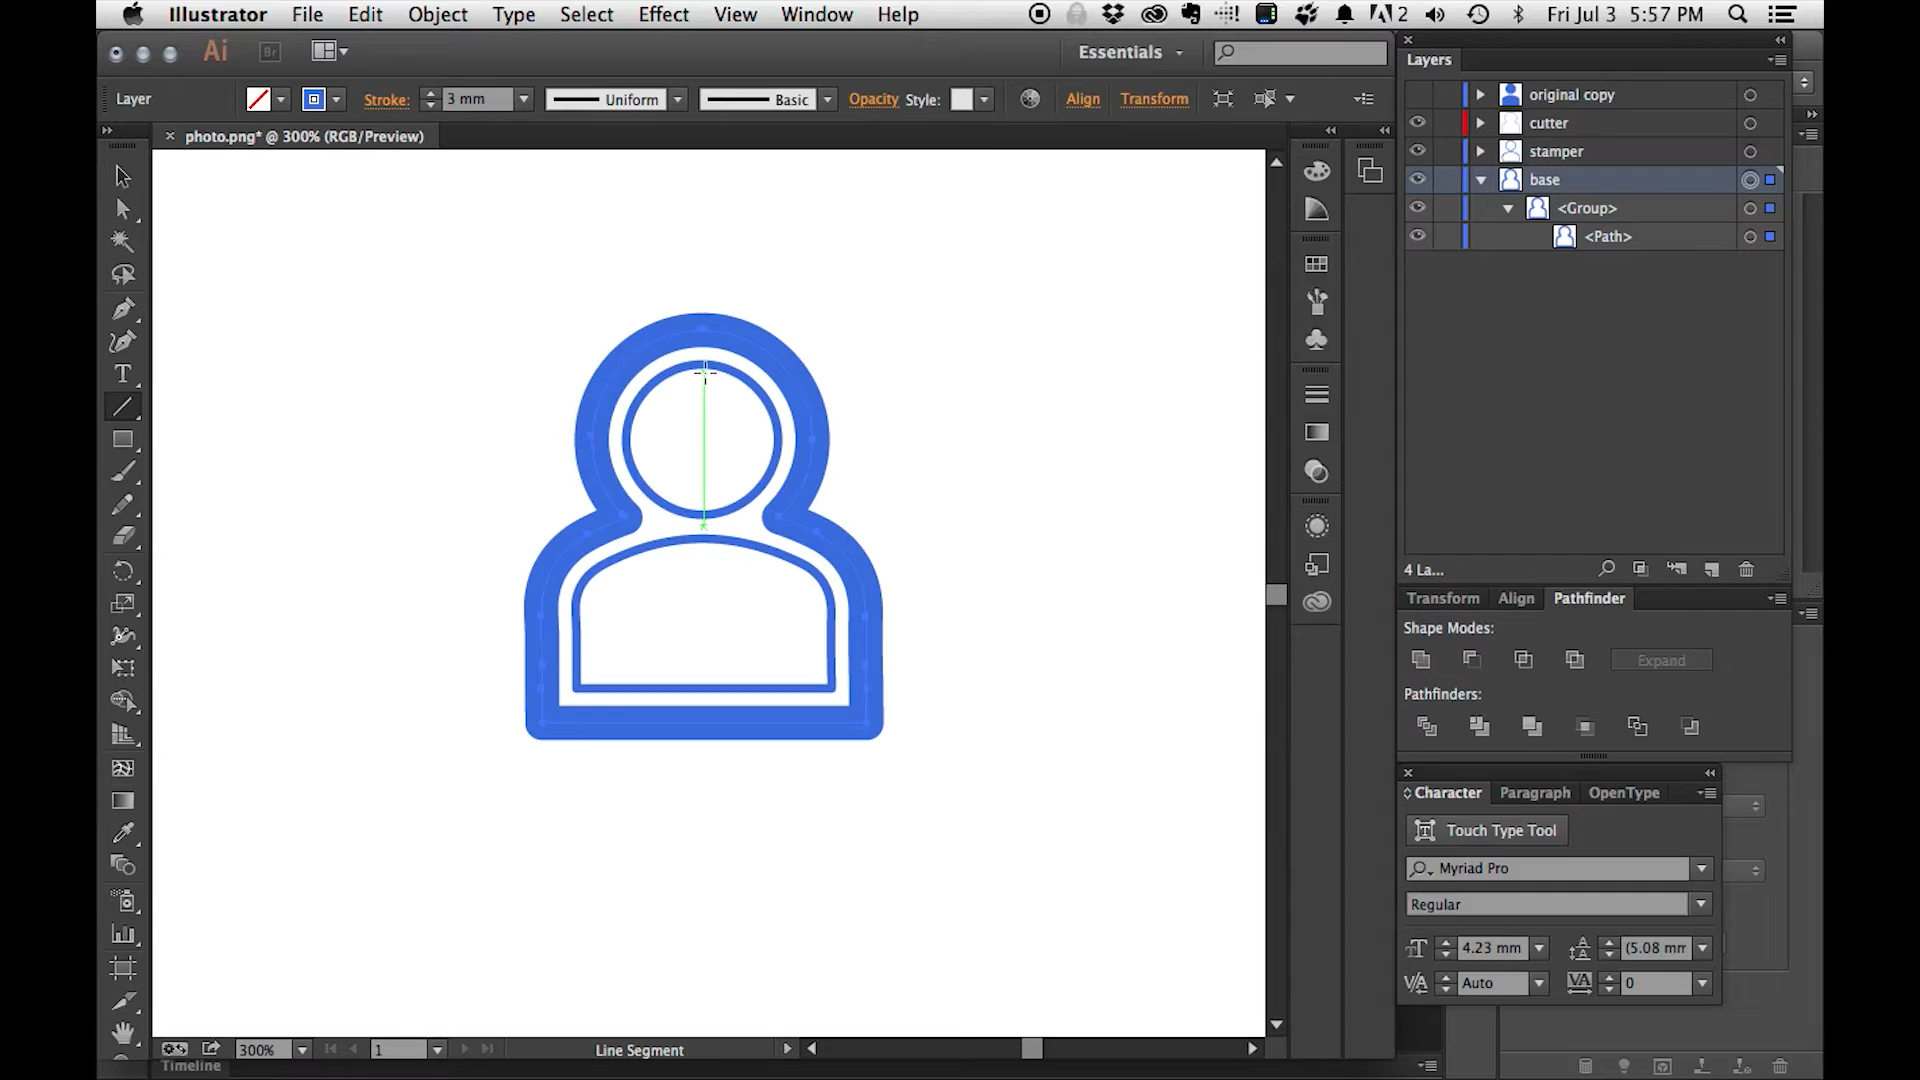 Illustrator File Edit Object Type Select Effect View Window Help 2 Fri Jul 3 5:57 PM
Ai Br Essentials
Layer Stroke: 3 mm Uniform Basic Opacity Style: Align Transform
photo.png* @ 300% (RGB/Preview)
Layers
original copy
cutter
stamper
base
<Group>
<Path>
4 La...
Transform Align Pathfinder
Shape Modes:
Expand
Pathfinders:
Character Paragraph OpenType
Touch Type Tool
Myriad Pro
Regular
4.23 mm (5.08 mm
Auto 0
300% 1 Line Segment
Timeline